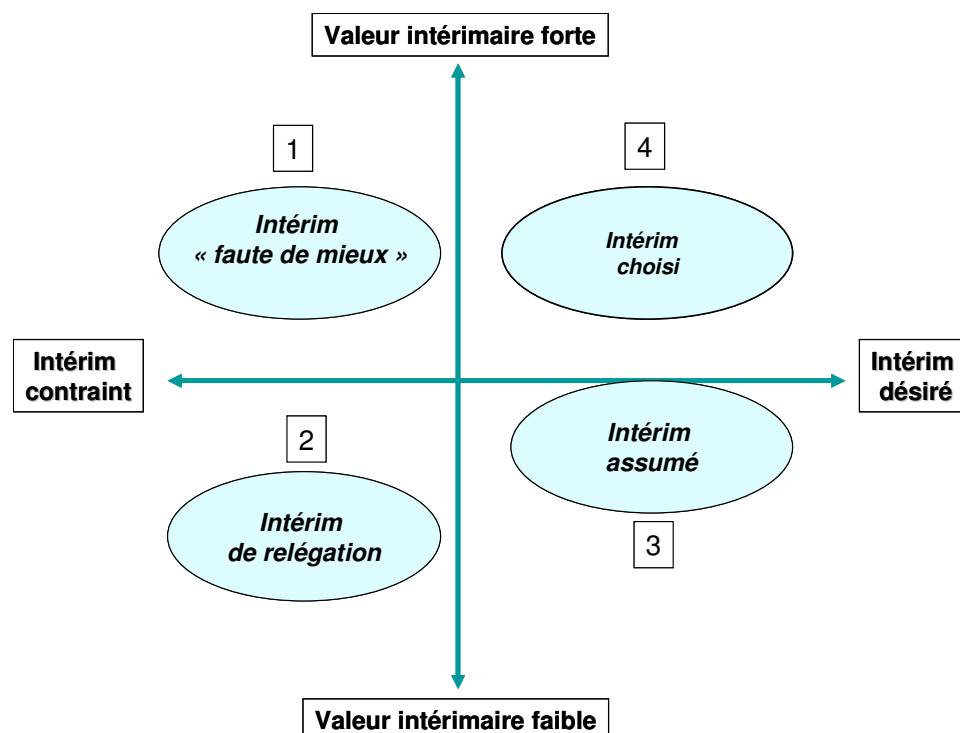 Valeur intérimaire forte
1
4
Intérim
« faute de mieux »
Intérim
choisi
Intérim
contraint
Intérim
désiré
2
Intérim
assumé
Intérim
de relégation
3
Valeur intérimaire faible